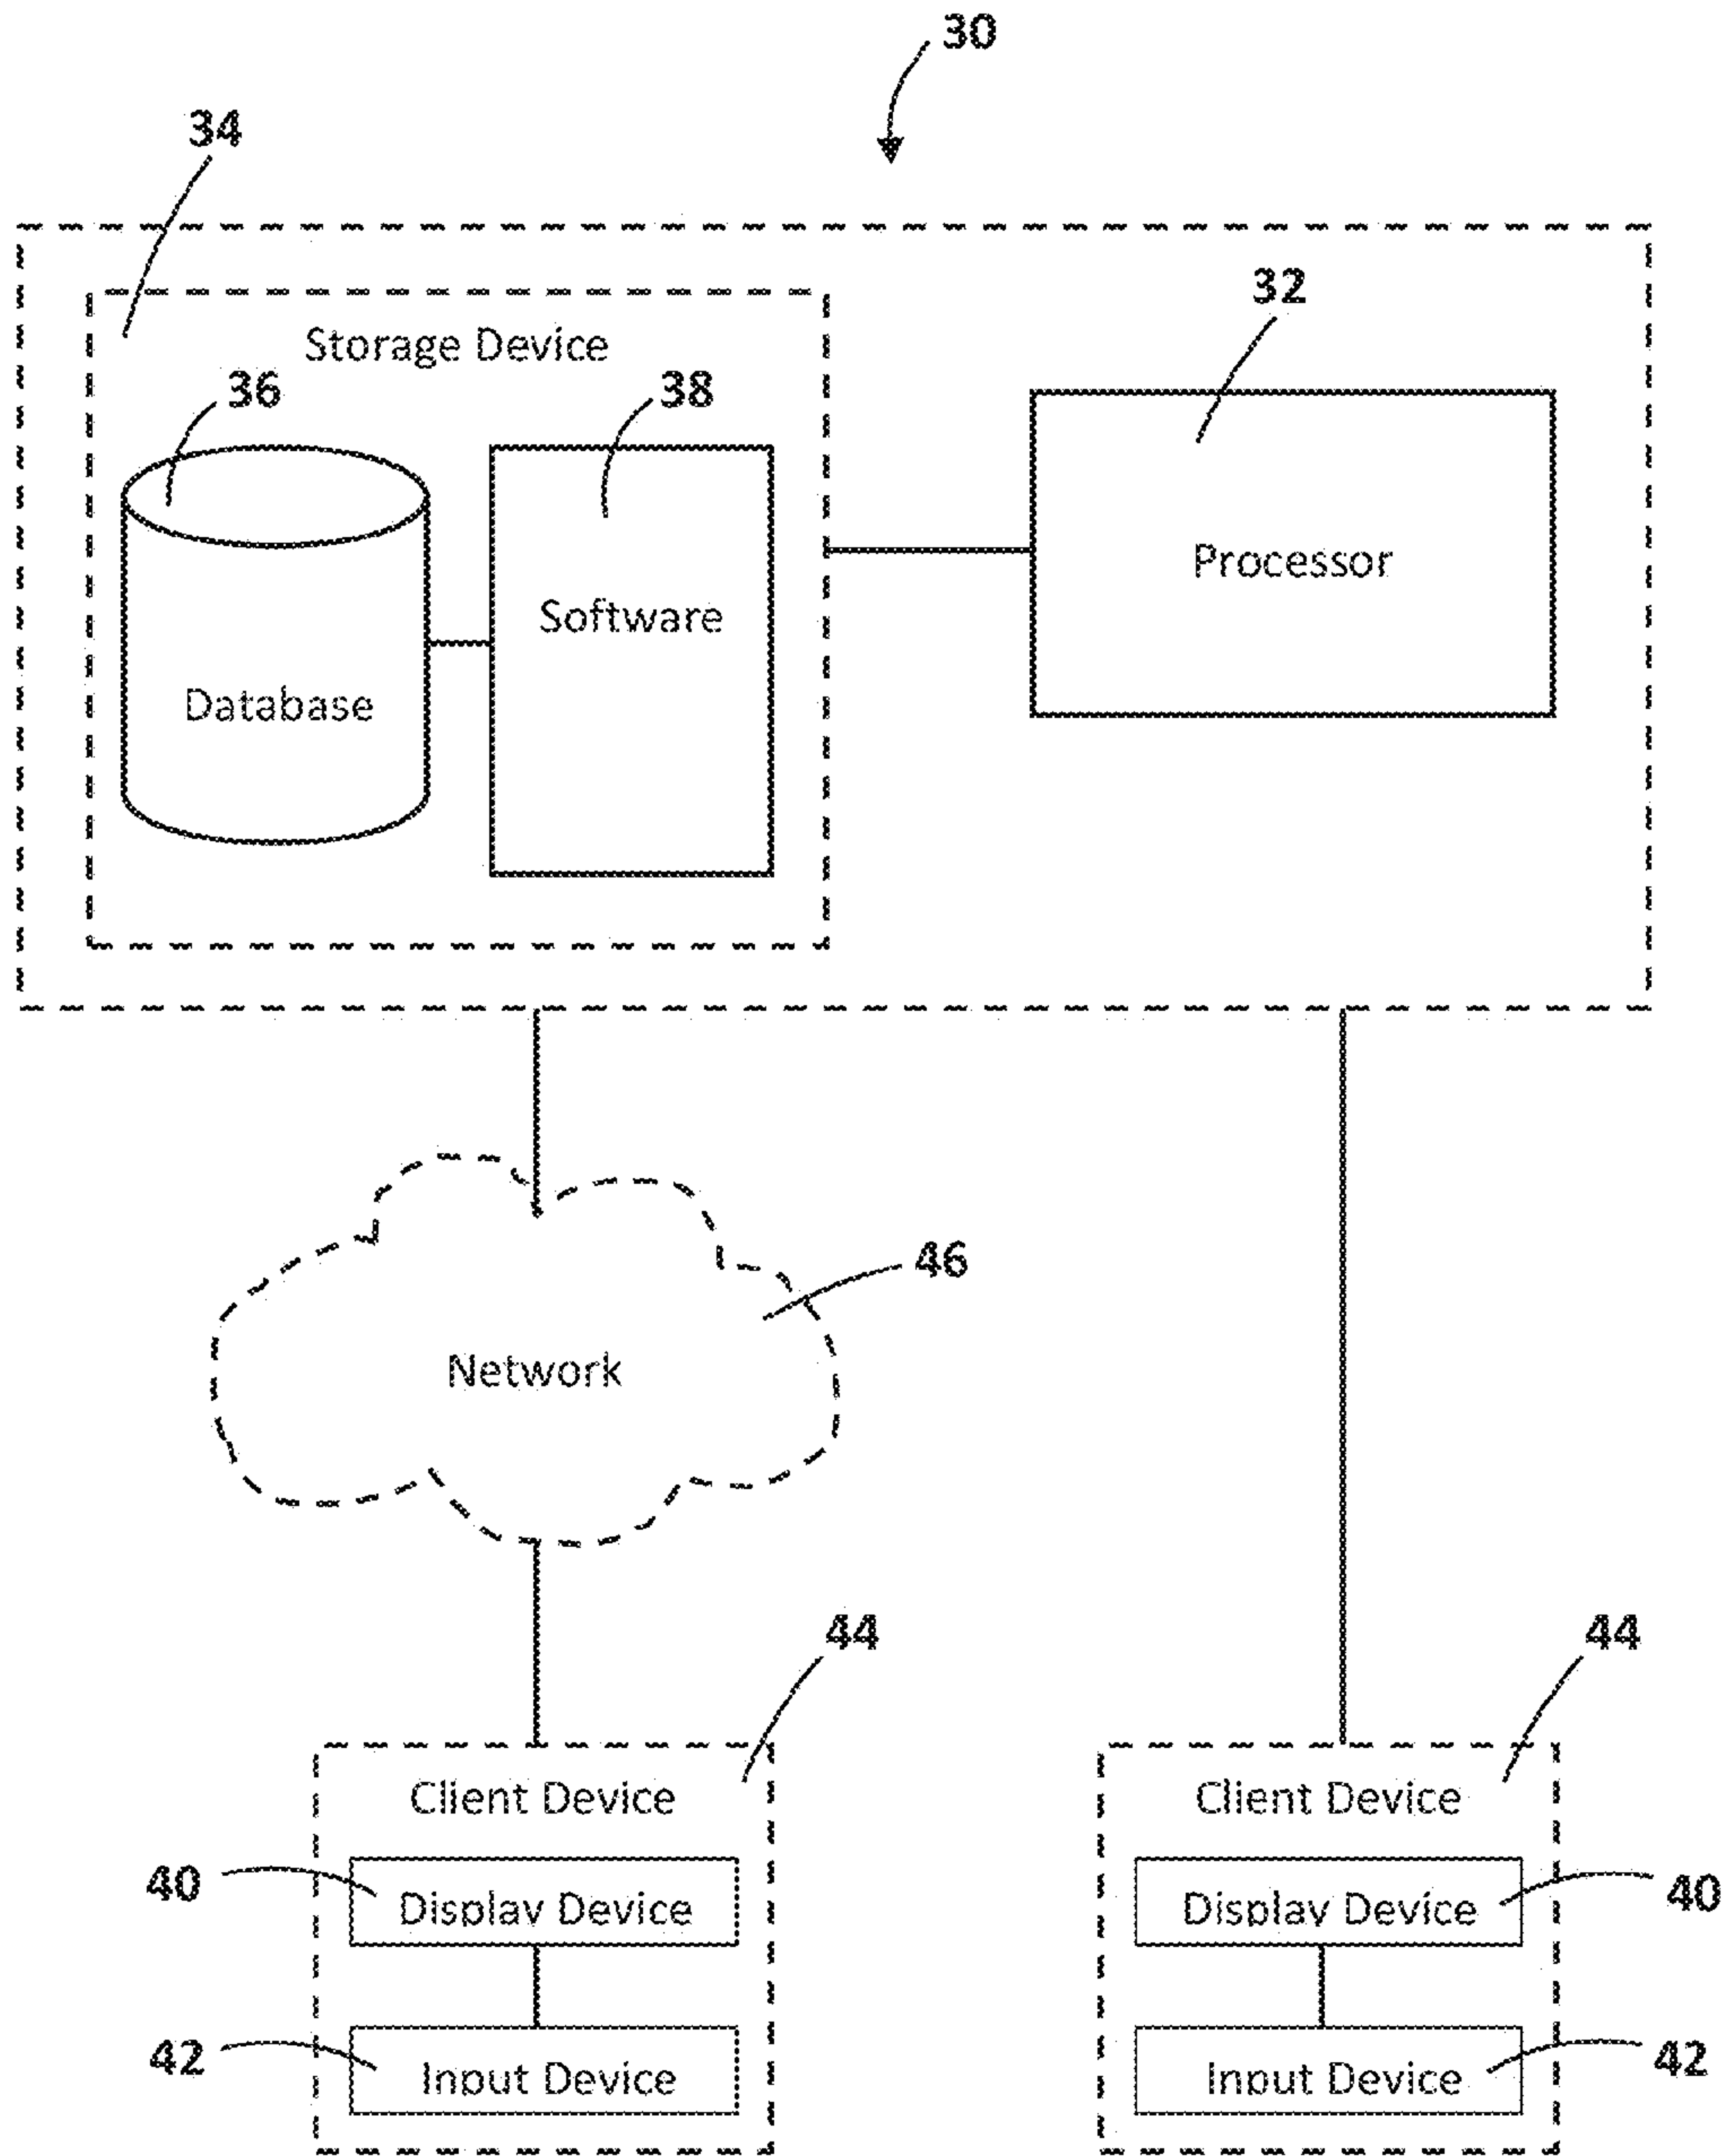 30
34
32
Storage Device
36
38
Processor
Software
Database
46
Network
44
44
Client Device
Client Device
40
Display Device
Display Device
40
42
Input Device
Input Device
42